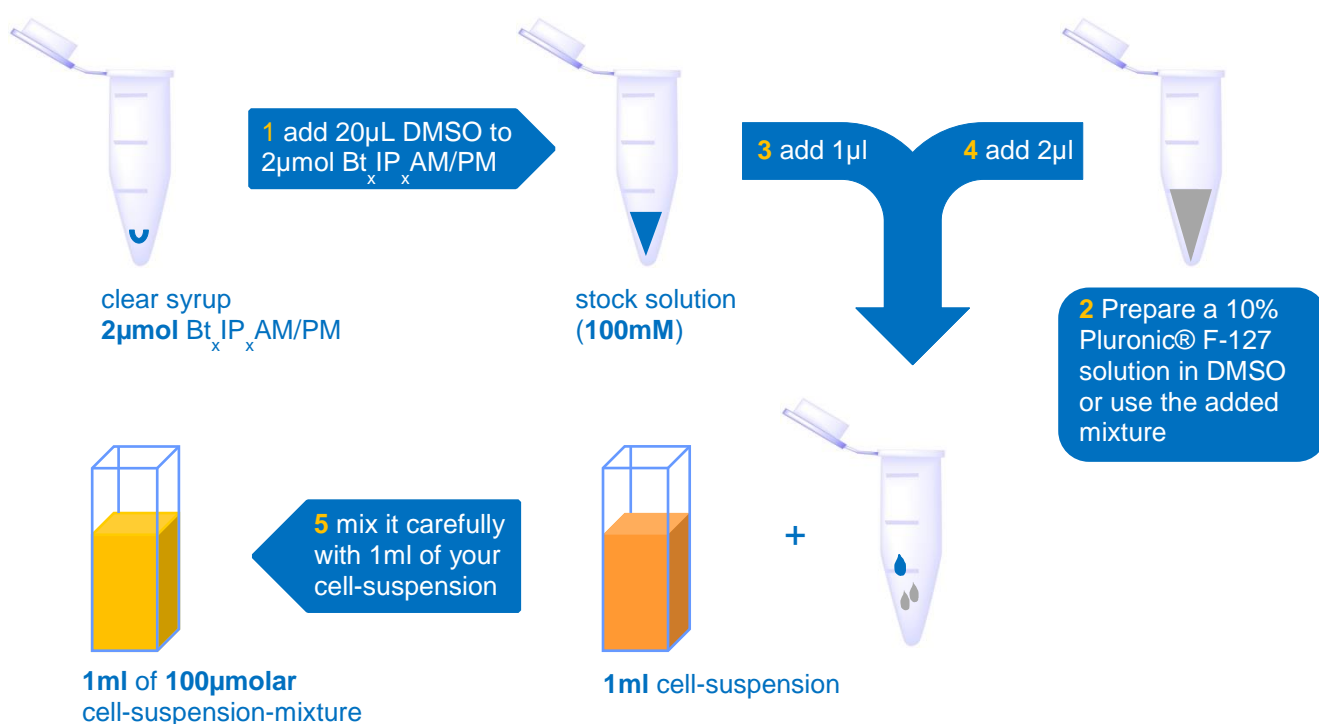 1 add 20µL DMSO to
2µmol BtxIPxAM/PM
3 add 1µl
4 add 2µl
clear syrup
2µmol BtxIPxAM/PM
stock solution
(100mM)
2 Prepare a 10%
Pluronic® F-127
solution in DMSO
or use the added
mixture
5 mix it carefully
with 1ml of your
cell-suspension
+
1ml of 100µmolar
cell-suspension-mixture
1ml cell-suspension